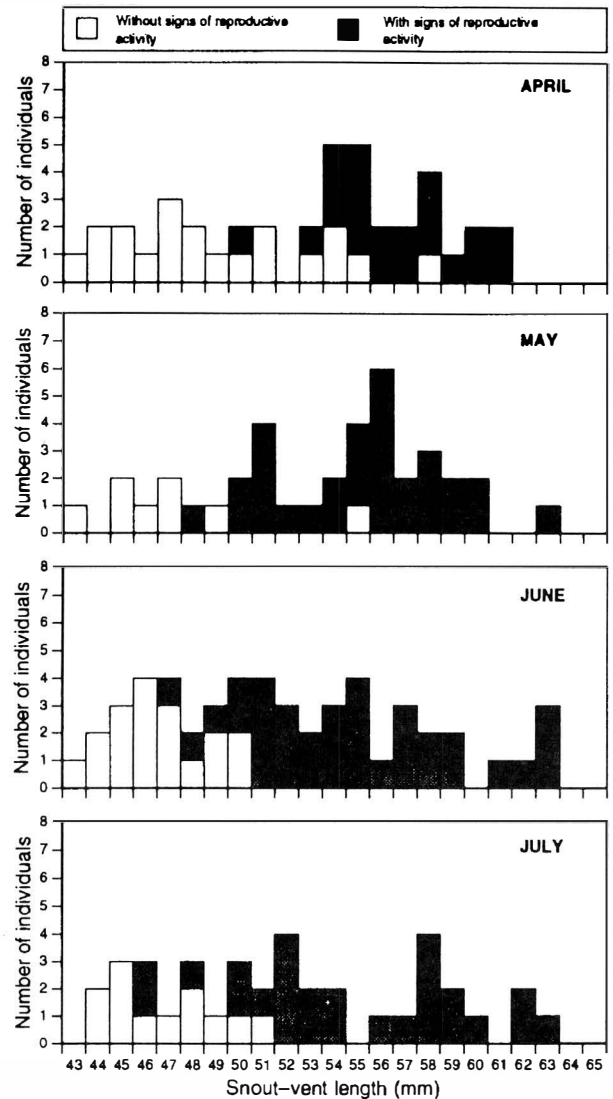 Without signs of reproductive
activity
With signs of reproductive
activity
8
7
6
5
4
3
2
1
0
Number of individuals
APRIL
8
7
6
5
4
3
2
1
0
Number of individuals
MAY
8
7
6
5
4
3
2
1
0
Number of individuals
JUNE
8
7
6
5
4
3
2
1
0
Number of individuals
JULY
43 44 45 46 47 48 49 50 51 52 53 54 55 56 57 58 59 60 61 62 63 64 65
Snout-vent length (mm)